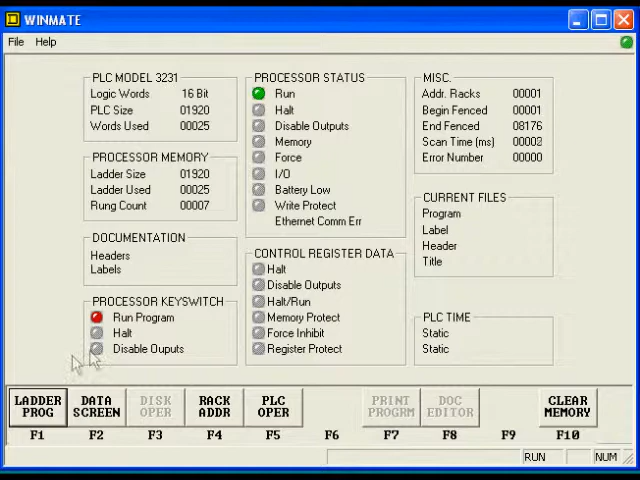 WINMATE
File Help
PLC MODEL 3231
Logic Words 16 Bit
PLC Size 01920
Words Used 00025
PROCESSOR MEMORY
Ladder Size 01920
Ladder Used 00025
Rung Count 00007
DOCUMENTATION
Headers
Labels
PROCESSOR KEYSWITCH
Run Program
Halt
Disable Ouputs
PROCESSOR STATUS
Run
Halt
Disable Outputs
Memory
Force
I/O
Battery Low
Write Protect
Ethernet Comm Err
CONTROL REGISTER DATA
Halt
Disable Outputs
Halt/Run
Memory Protect
Force Inhibit
Register Protect
MISC.
Addr. Racks 00001
Begin Fenced 00001
End Fenced 08176
Scan Time (ms) 00002
Error Number 00000
CURRENT FILES
Program
Label
Header
Title
PLC TIME
Static
Static
LADDER PROG
DATA SCREEN
DISK OPER
RACK ADDR
PLC OPER
PRINT PROGRM
DOC EDITOR
CLEAR MEMORY
F1 F2 F3 F4 F5 F6 F7 F8 F9 F10
RUN NUM